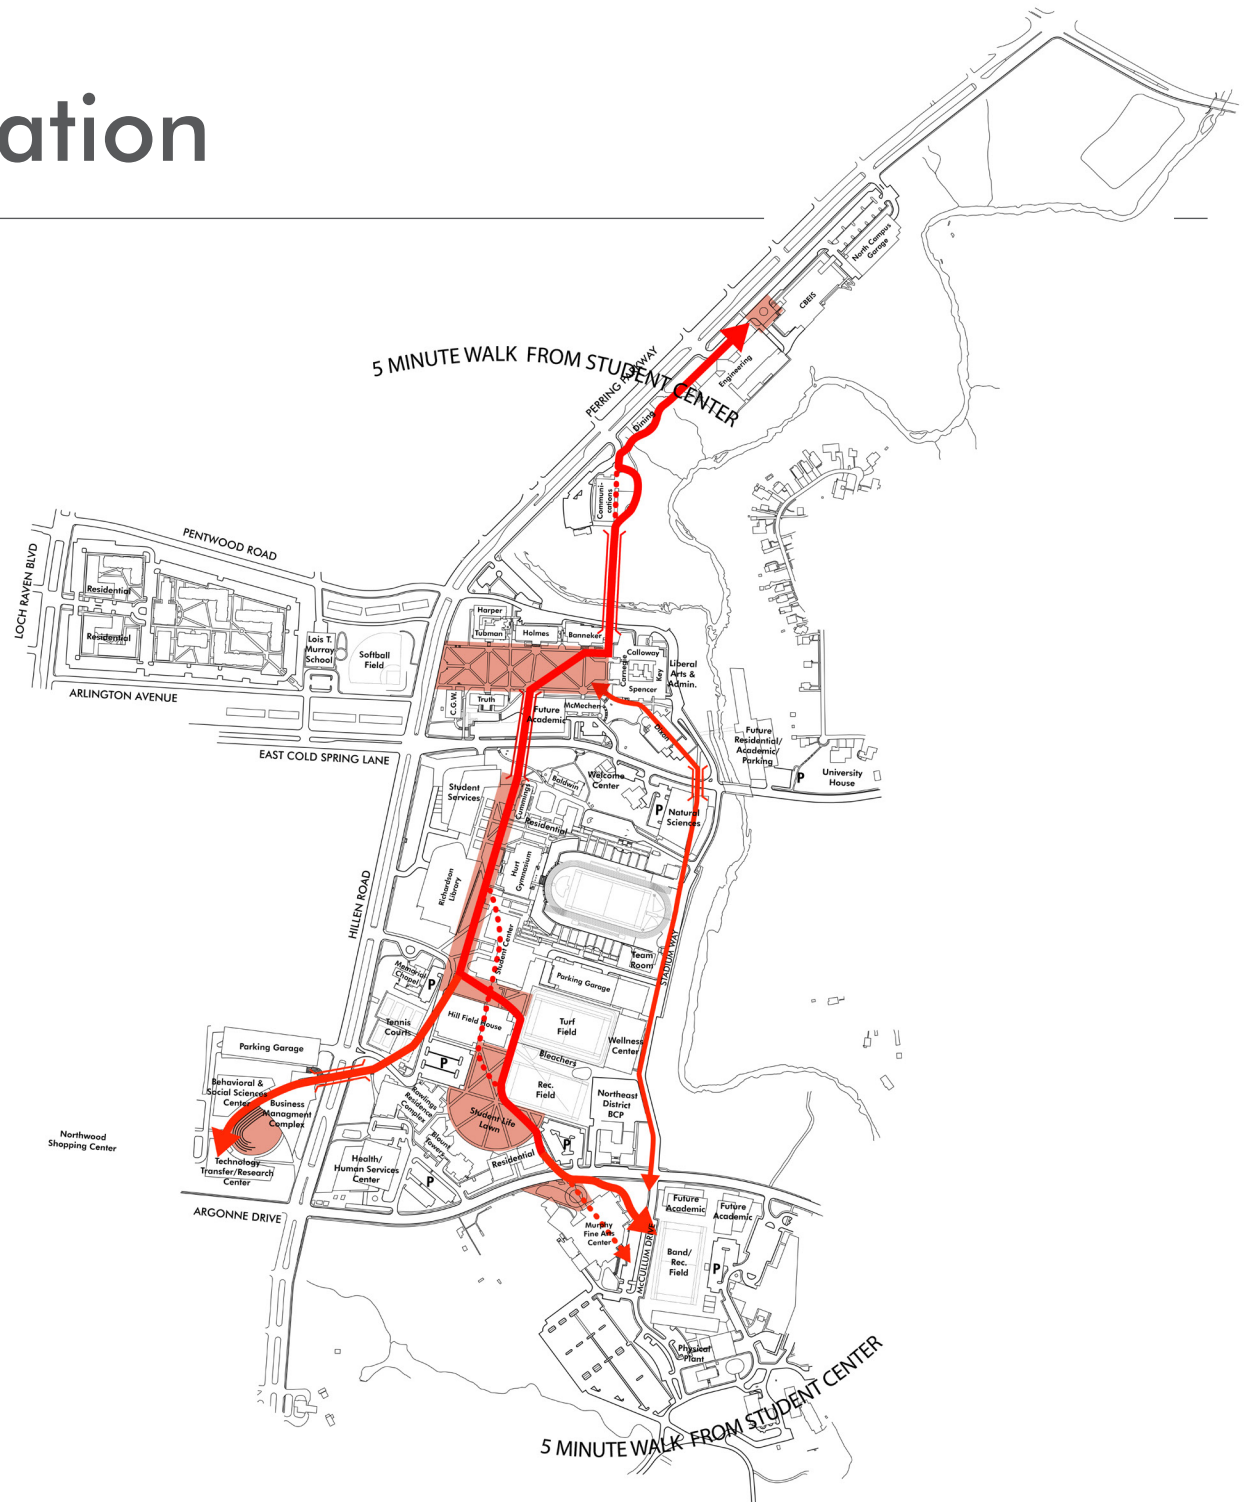 ation
North Campus
Garage
CBEIS
5 MINUTE WALK FROM STUDENT CENTER
PERRING PARKWAY
Engineering
Dining
Communi-
cations
PENTWOOD ROAD
LOCH RAVEN BLVD
Residential
Residential
Lois T.
Murray
School
Softball
Field
ARLINGTON AVENUE
EAST COLD SPRING LANE
Harper
Tubman
Holmes
Banneker
Calloway
Carnegie
Key
Spencer
Liberal
Arts &
Admin.
C.G.W.
Truth
Future
Academic
McMechen
Dixon
Future
Residential/
Academic/
Parking
P
University
House
Student
Services
Cummings
Baldwin
Welcome
Center
Residential
P
Natural
Sciences
Hurt
Gymnasium
Richardson
Library
HILLEN ROAD
Student Center
Team
Room
STADIUM WAY
Memorial
Chapel
P
Parking Garage
Tennis
Courts
Hill Field House
Turf
Field
Wellness
Center
Parking Garage
P
Bleachers
Behavioral &
Social Sciences
Center
Business
Managment
Complex
Rawlings
Residence
Complex
Rec.
Field
Northeast
District
BCP
Student Life
Lawn
Blount
Towers
P
Northwood
Shopping Center
Technology
Transfer/Research
Center
Health/
Human Services
Center
P
Residential
ARGONNE DRIVE
Future
Academic
Future
Academic
Murphy
Fine Arts
Center
McCULLUM DRIVE
Band/
Rec.
Field
P
Physical
Plant
5 MINUTE WALK FROM STUDENT CENTER